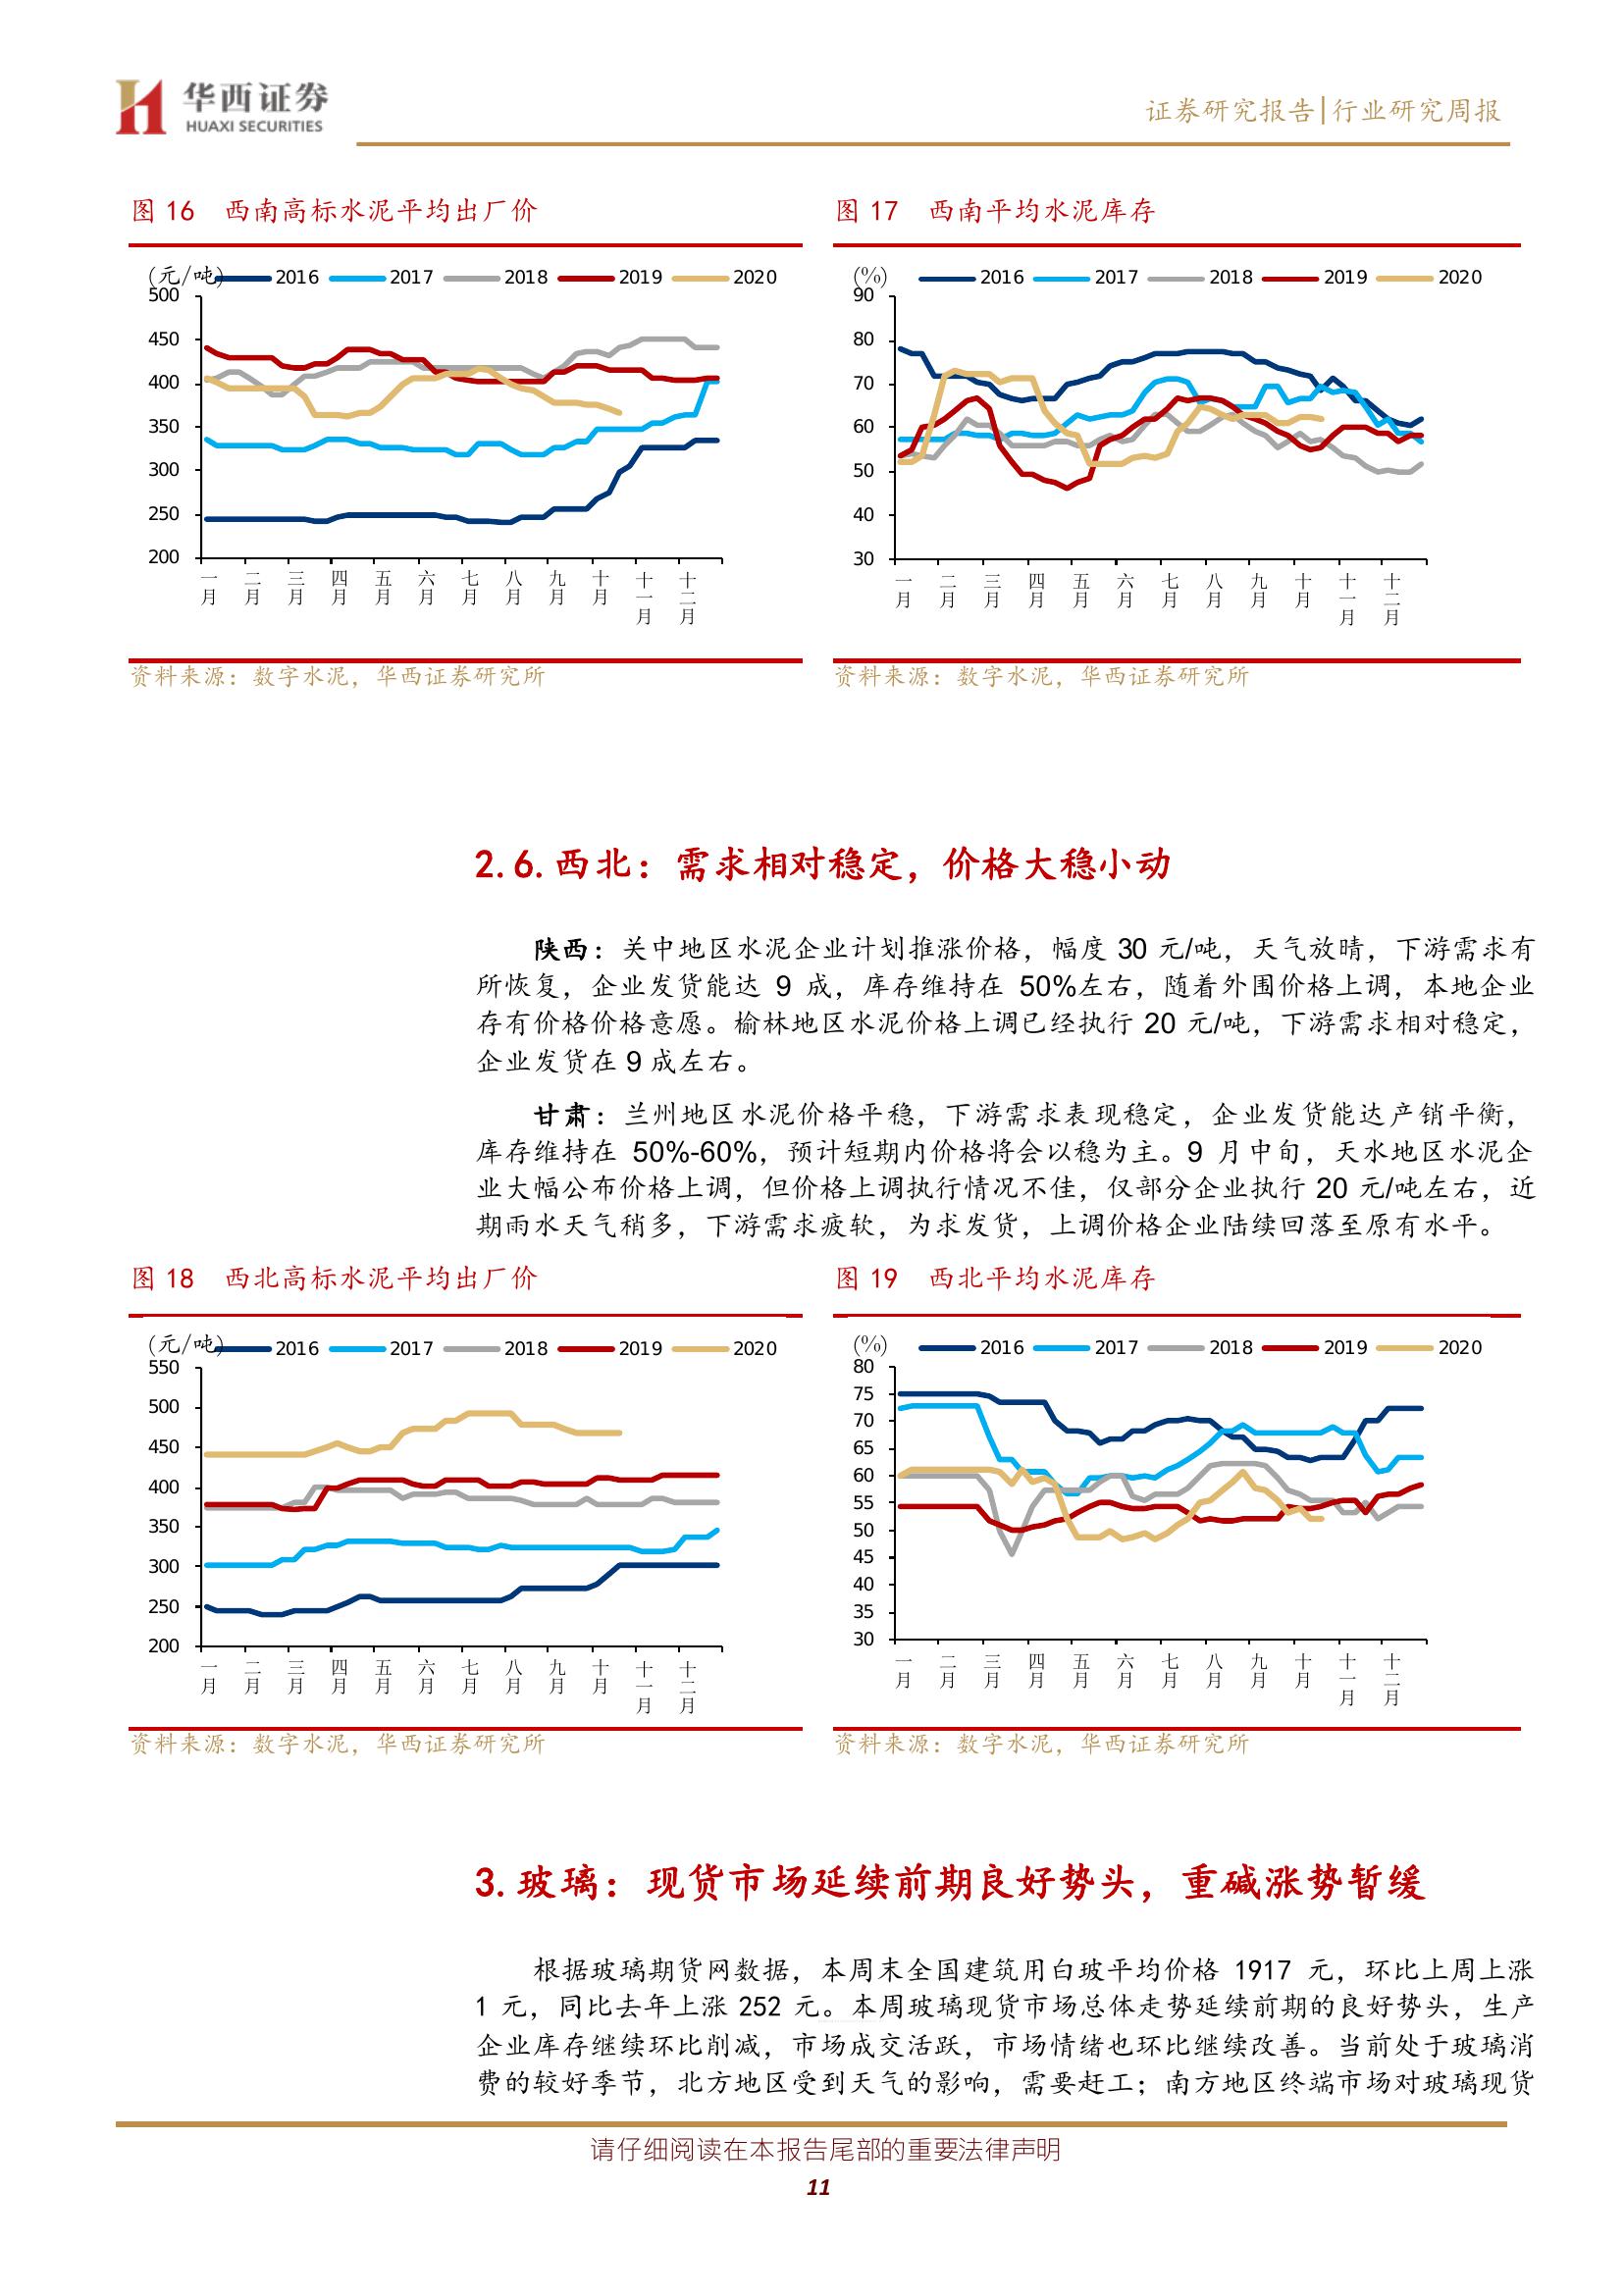 华西证券
HUAXI SECURITIES
证券研究报告|行业研究周报
图 16 西南高标水泥平均出厂价
图 17 西南平均水泥库存
(元/吨) 2016 2017 2018 2019 2020
500
450
400
350
300
250
200
一月 二月 三月 四月 五月 六月 七月 八月 九月 十月 十一月 十二月
(%) 2016 2017 2018 2019 2020
90
80
70
60
50
40
30
一月 二月 三月 四月 五月 六月 七月 八月 九月 十月 十一月 十二月
资料来源：数字水泥，华西证券研究所
资料来源：数字水泥，华西证券研究所
2.6.西北：需求相对稳定，价格大稳小动
陕西：关中地区水泥企业计划推涨价格，幅度 30 元/吨，天气放晴，下游需求有
所恢复，企业发货能达 9 成，库存维持在 50%左右，随着外围价格上调，本地企业
存有价格价格意愿。榆林地区水泥价格上调已经执行 20 元/吨，下游需求相对稳定，
企业发货在 9 成左右。
甘肃：兰州地区水泥价格平稳，下游需求表现稳定，企业发货能达产销平衡，
库存维持在 50%-60%，预计短期内价格将会以稳为主。9 月中旬，天水地区水泥企
业大幅公布价格上调，但价格上调执行情况不佳，仅部分企业执行 20 元/吨左右，近
期雨水天气稍多，下游需求疲软，为求发货，上调价格企业陆续回落至原有水平。
图 18 西北高标水泥平均出厂价
图 19 西北平均水泥库存
(元/吨) 2016 2017 2018 2019 2020
550
500
450
400
350
300
250
200
一月 二月 三月 四月 五月 六月 七月 八月 九月 十月 十一月 十二月
(%) 2016 2017 2018 2019 2020
80
75
70
65
60
55
50
45
40
35
30
一月 二月 三月 四月 五月 六月 七月 八月 九月 十月 十一月 十二月
资料来源：数字水泥，华西证券研究所
资料来源：数字水泥，华西证券研究所
3.玻璃：现货市场延续前期良好势头，重碱涨势暂缓
根据玻璃期货网数据，本周末全国建筑用白玻平均价格 1917 元，环比上周上涨
1 元，同比去年上涨 252 元。本周玻璃现货市场总体走势延续前期的良好势头，生产
企业库存继续环比削减，市场成交活跃，市场情绪也环比继续改善。当前处于玻璃消
费的较好季节，北方地区受到天气的影响，需要赶工；南方地区终端市场对玻璃现货
请仔细阅读在本报告尾部的重要法律声明
11